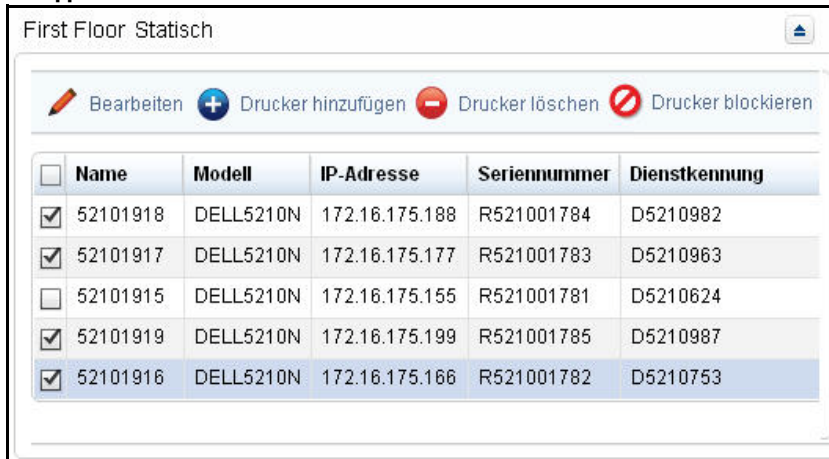 First Floor Statisch
Bearbeiten Drucker hinzufügen Drucker löschen Drucker blockieren
Name Modell IP-Adresse Seriennummer Dienstkennung
52101918 DELL5210N 172.16.175.188 R521001784 D5210982
52101917 DELL5210N 172.16.175.177 R521001783 D5210963
52101915 DELL5210N 172.16.175.155 R521001781 D5210624
52101919 DELL5210N 172.16.175.199 R521001785 D5210987
52101916 DELL5210N 172.16.175.166 R521001782 D5210753